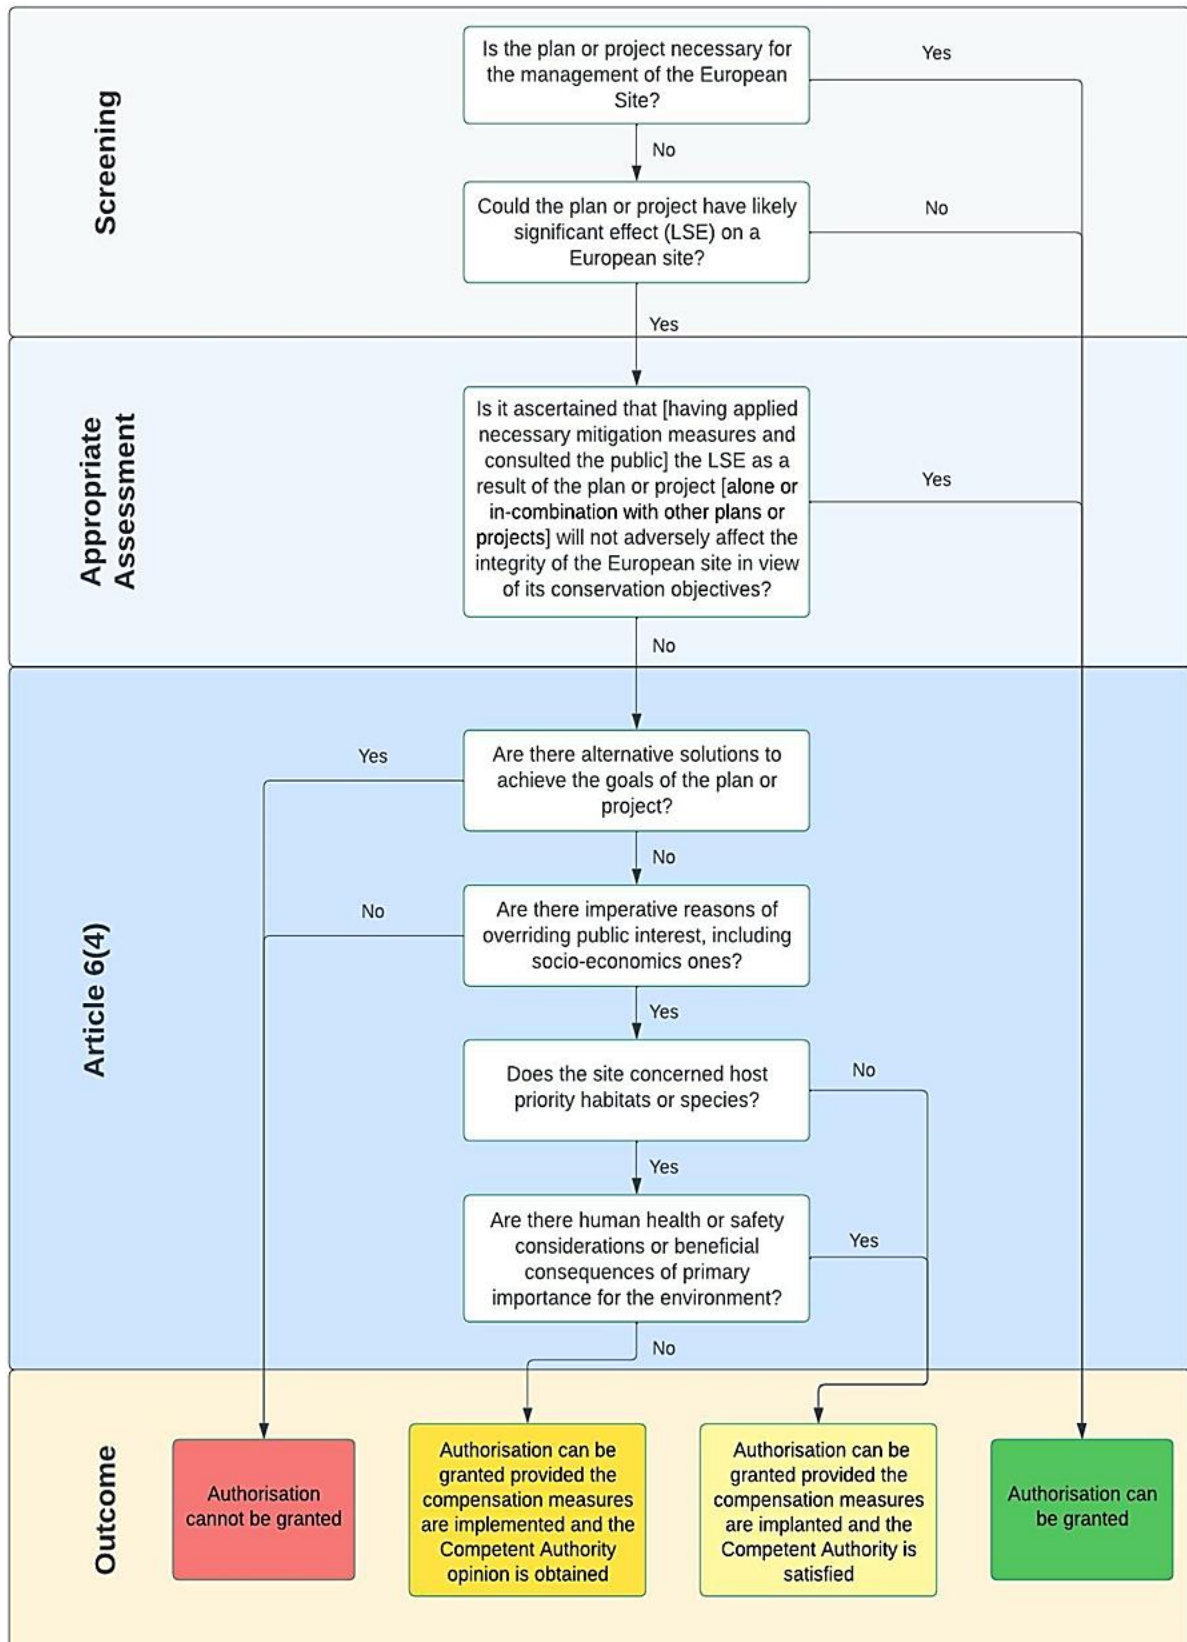 Screening
Is the plan or project necessary for
the management of the European
Site?
Yes
No
Could the plan or project have likely
significant effect (LSE) on a
European site?
No
Yes
Appropriate
Assessment
Is it ascertained that [having applied
necessary mitigation measures and
consulted the public] the LSE as a
result of the plan or project [alone or
in-combination with other plans or
projects] will not adversely affect the
integrity of the European site in view
of its conservation objectives?
Yes
No
Article 6(4)
Are there alternative solutions to
achieve the goals of the plan or
project?
Yes
No
Are there imperative reasons of
overriding public interest, including
socio-economics ones?
No
Yes
Does the site concerned host
priority habitats or species?
No
Yes
Are there human health or safety
considerations or beneficial
consequences of primary
importance for the environment?
Yes
No
Outcome
Authorisation
cannot be granted
Authorisation can be
granted provided the
compensation measures
are implemented and the
Competent Authority
opinion is obtained
Authorisation can be
granted provided the
compensation measures
are implanted and the
Competent Authority is
satisfied
Authorisation can
be granted